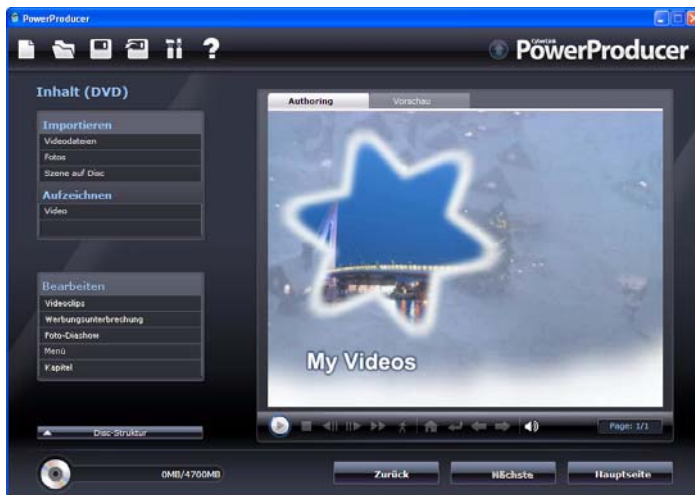 PowerProducer
?
CyberLink
PowerProducer
Inhalt (DVD)
Importieren
Videodateien
Fotos
Szene auf Disc
Aufzeichnen
Video
Bearbeiten
Videoclips
Werbungsunterbrechung
Foto-Diashow
Menü
Kapitel
Disc-Struktur
0MB/4700MB
Authoring
Vorschau
My Videos
Page: 1/1
Zurück
Nächste
Hauptseite